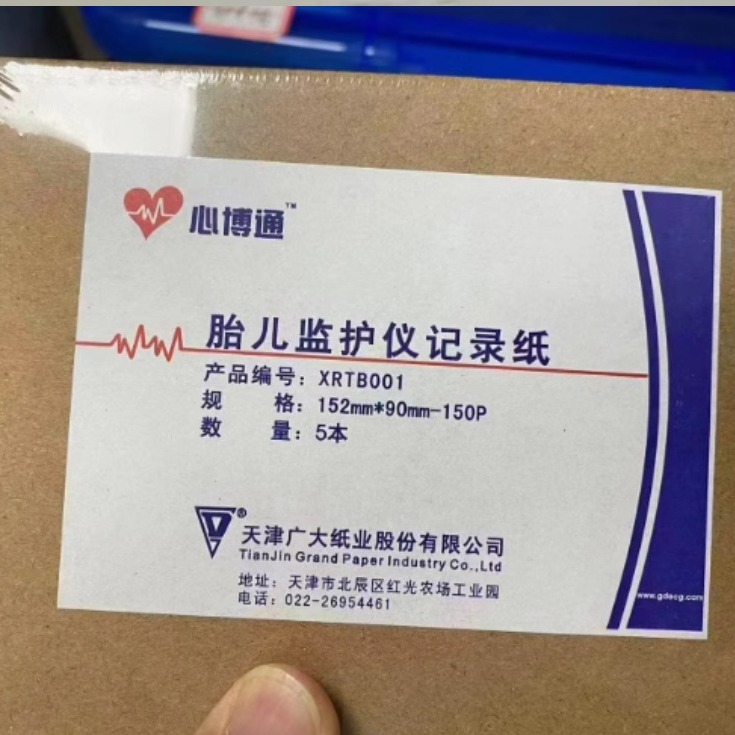 心博通™
胎儿监护仪记录纸
产品编号：XRTB001
规 格：152mm*90mm-150P
数 量：5本
®
天津广大纸业股份有限公司
TianJin Grand Paper Industry Co.,Ltd
地址：天津市北辰区红光农场工业园
电话：022-26954461
www.gdecg.com